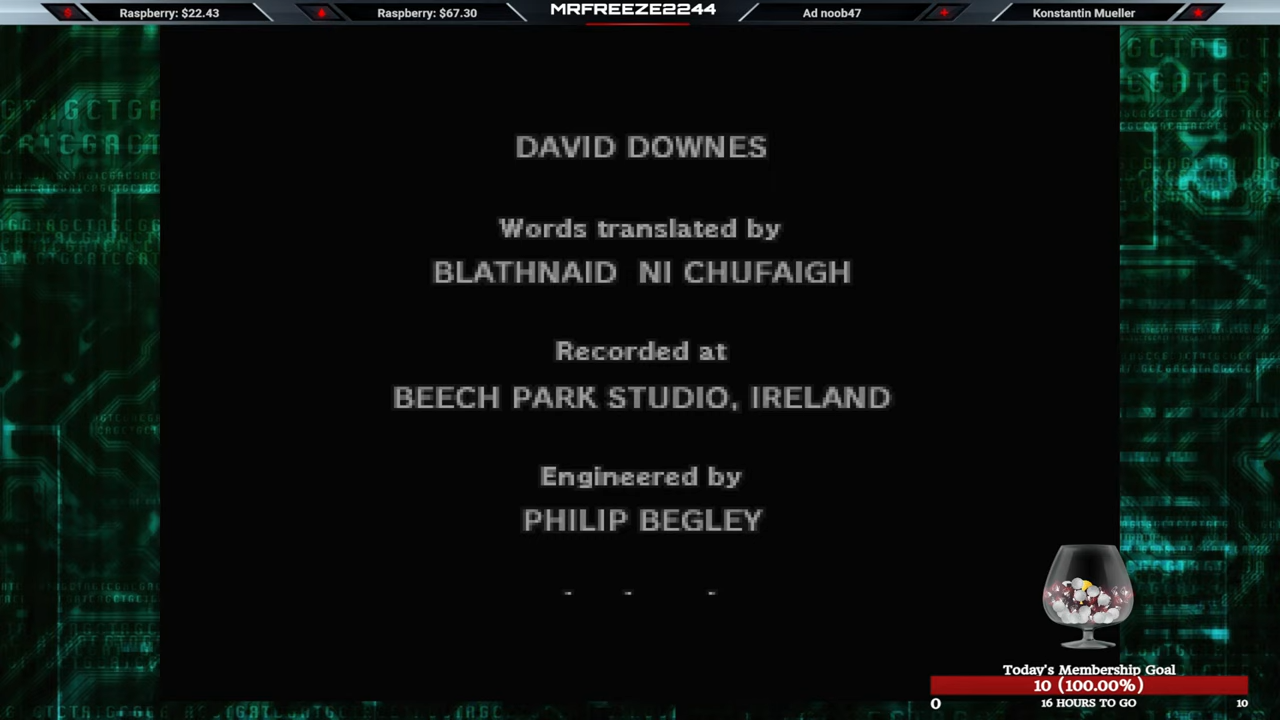 Raspberry: $22.43
Raspberry: $67.30
MRFREEZE2244
Ad noob47
Konstantin Mueller
DAVID DOWNES
Words translated by
BLATHNAID NI CHUFAIGH
Recorded at
BEECH PARK STUDIO, IRELAND
Engineered by
PHILIP BEGLEY
Today's Membership Goal
10 (100.00%)
0
16 HOURS TO GO
10